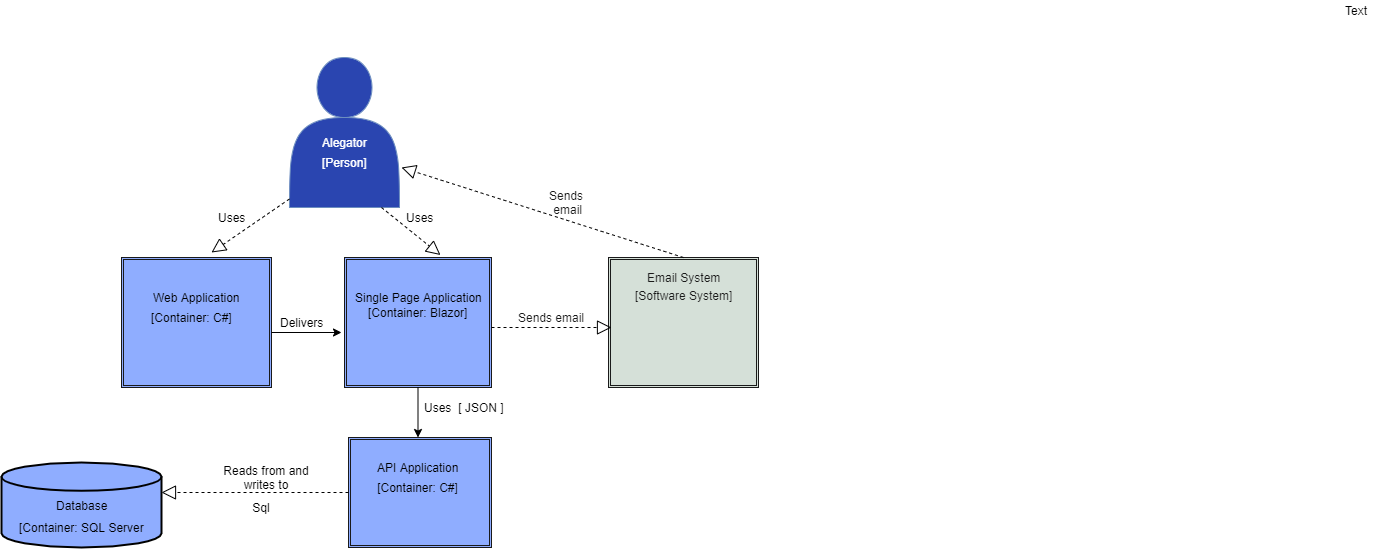 Text
Alegator
[Person]
Sends
email
Uses
Uses
Email System
[Software System]
Web Application
[Container: C#]
Single Page Application
[Container: Blazor]
Delivers
Sends email
Uses [ JSON ]
API Application
[Container: C#]
Reads from and
writes to
Sql
Database
[Container: SQL Server